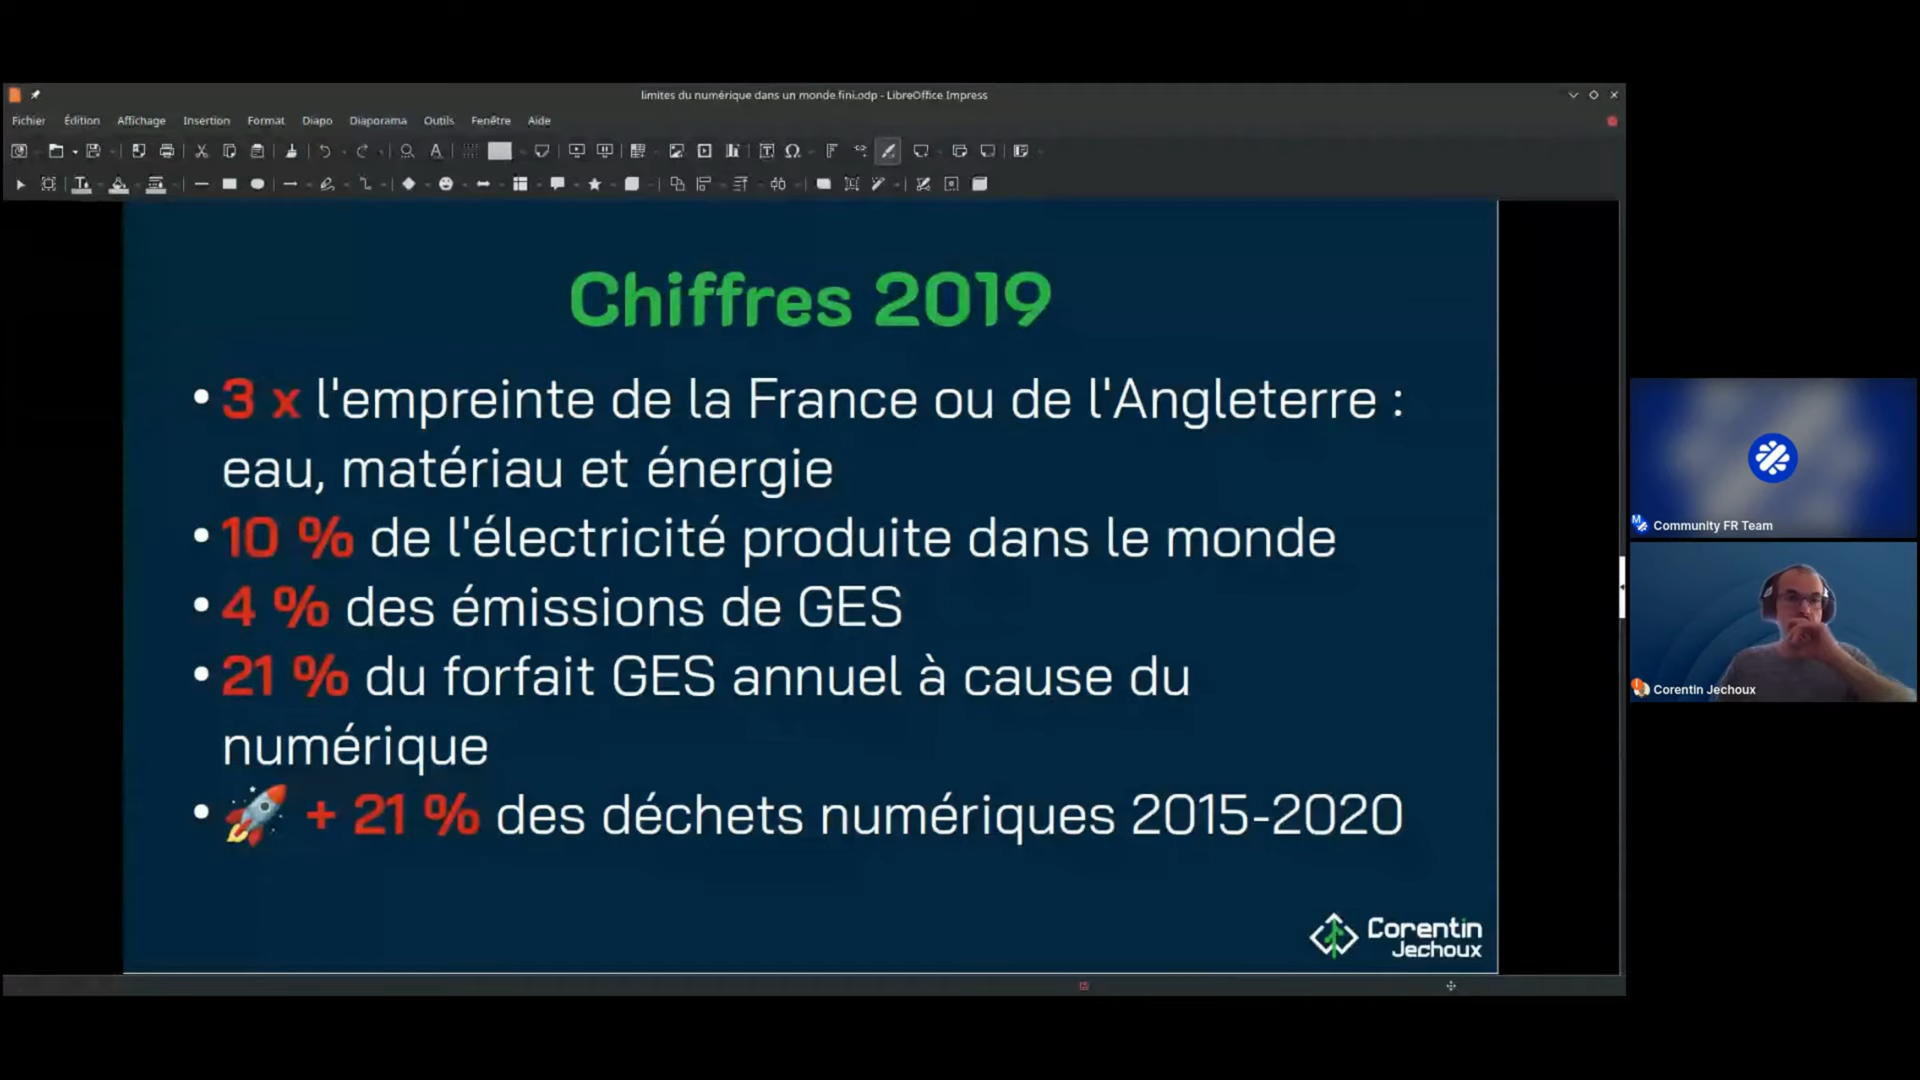 limites du numérique dans un monde fini.odp - LibreOffice Impress
Fichier Édition Affichage Insertion Format Diapo Diaporama Outils Fenêtre Aide
Chiffres 2019
• 3 x l'empreinte de la France ou de l'Angleterre :
eau, matériau et énergie
• 10 % de l'électricité produite dans le monde
• 4 % des émissions de GES
• 21 % du forfait GES annuel à cause du
numérique
• 🚀 + 21 % des déchets numériques 2015-2020
Corentin
Jechoux
Community FR Team
Corentin Jechoux